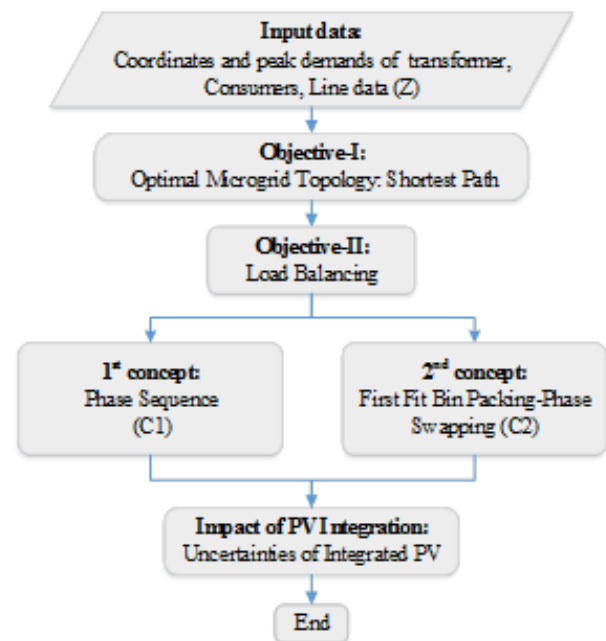 Input data:
Coordinates and peak demands of transformer,
Consumers, Line data (Z)
Objective-I:
Optimal Microgrid Topology: Shortest Path
Objective-II:
Load Balancing
1st concept:
Phase Sequence
(C1)
2nd concept:
First Fit Bin Packing-Phase
Swapping (C2)
Impact of PV Integration:
Uncertainties of Integrated PV
End